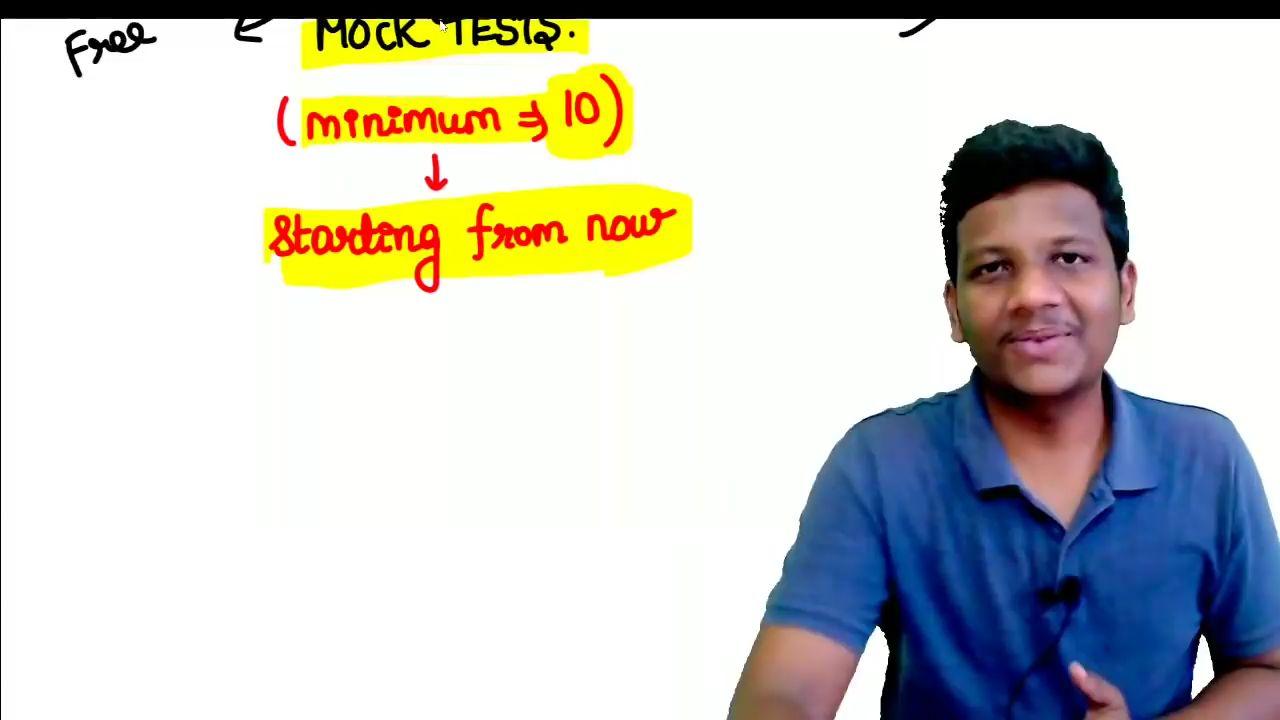 Free ← MOCK TESTS.
(minimum ⇒ 10)
↓
Starting from now